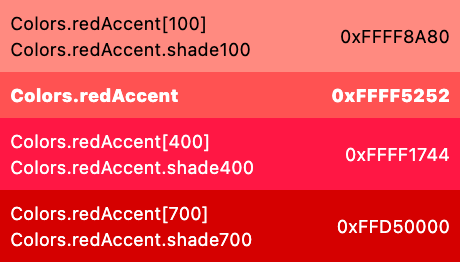 Colors.redAccent[100]
Colors.redAccent.shade100
0xFFFF8A80
Colors.redAccent
0xFFFF5252
Colors.redAccent[400]
Colors.redAccent.shade400
0xFFFF1744
Colors.redAccent[700]
Colors.redAccent.shade700
0xFFD50000